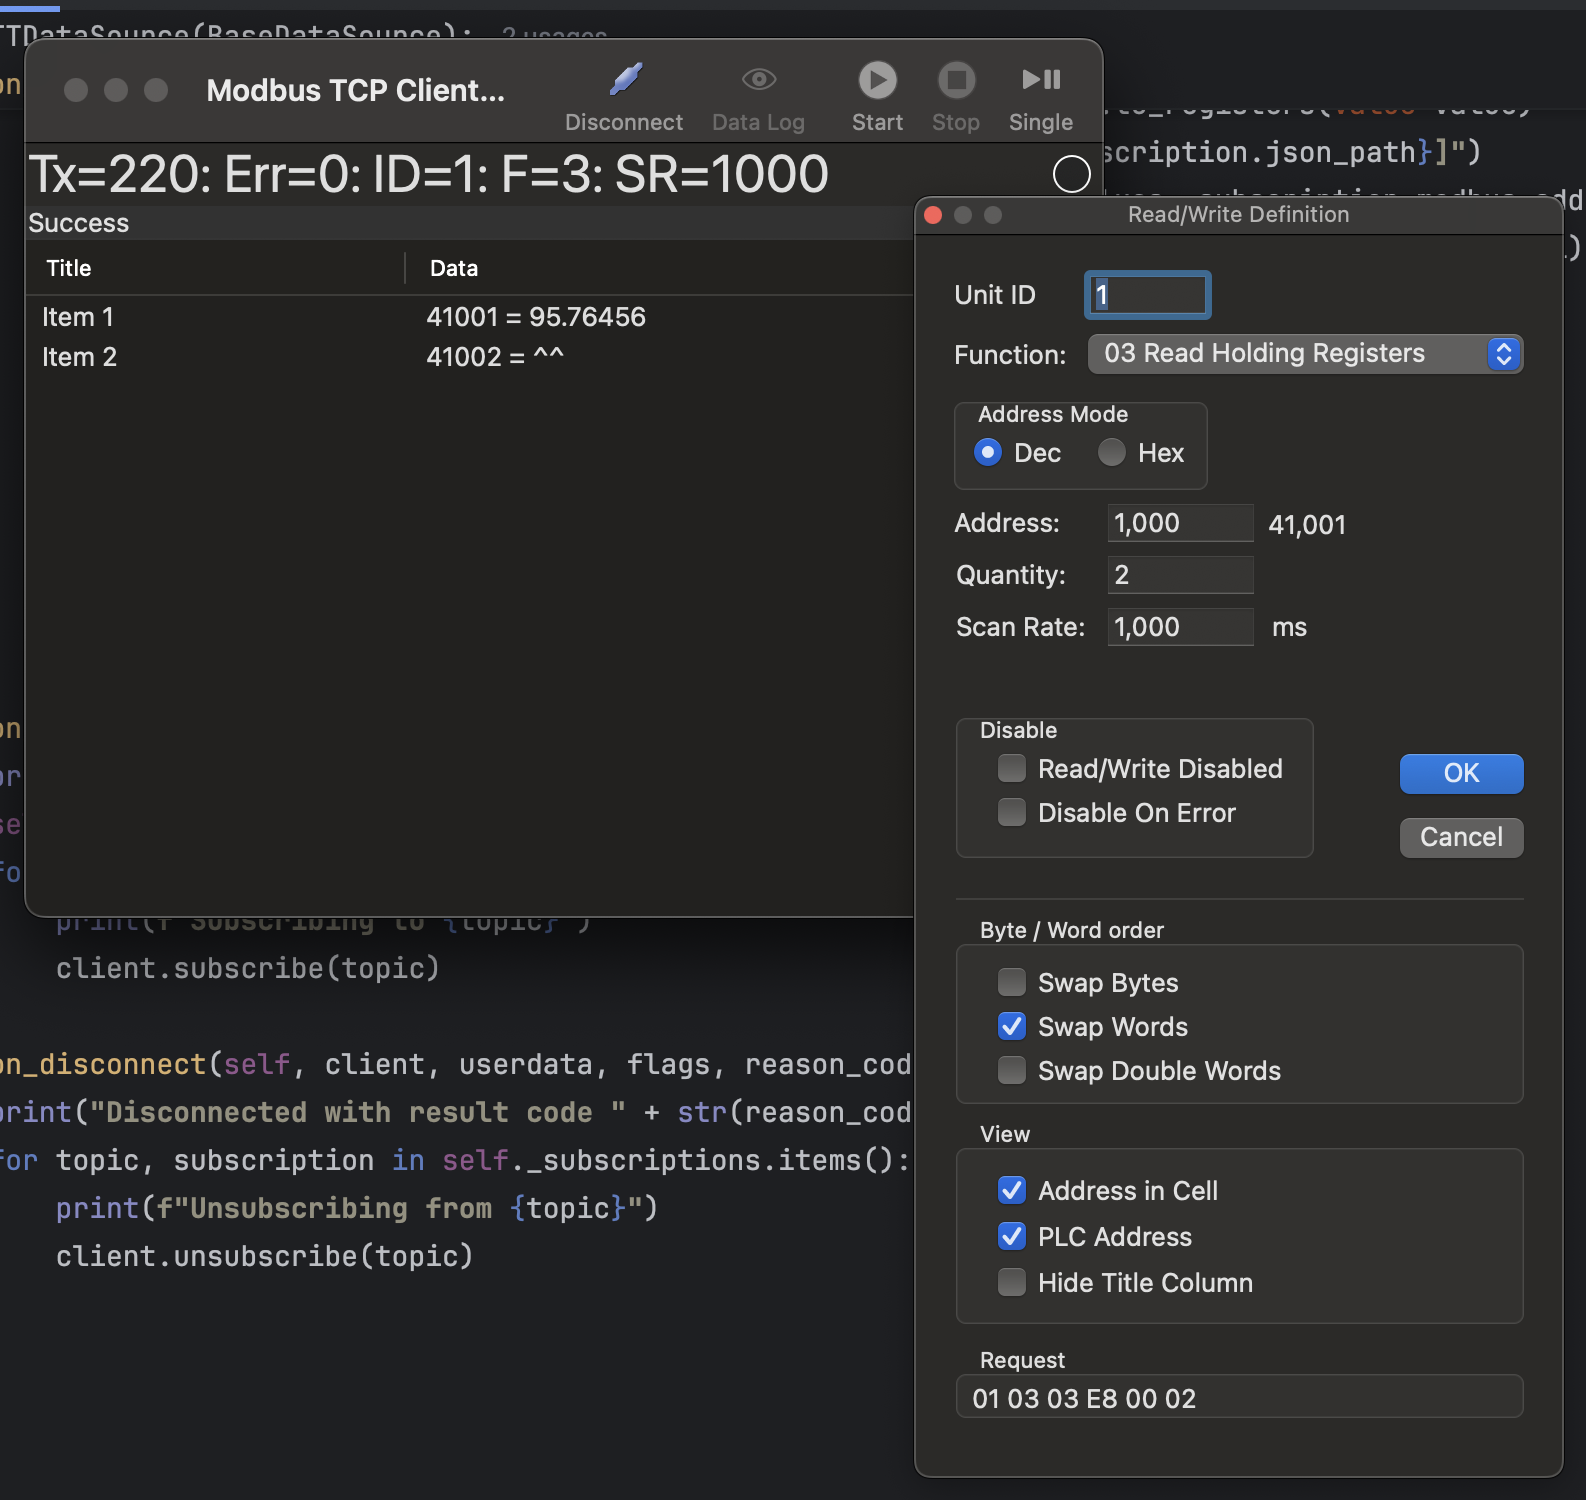 Modbus TCP Client...
Disconnect
Data Log
Start
Stop
Single
Tx=220: Err=0: ID=1: F=3: SR=1000
Success
Title Data
Item 1 41001 = 95.76456
Item 2 41002 = ^^
scription.json_path}]")
Read/Write Definition
Unit ID 1
Function: 03 Read Holding Registers
Address Mode
Dec Hex
Address: 1,000 41,001
Quantity: 2
Scan Rate: 1,000 ms
Disable
Read/Write Disabled
Disable On Error
OK
Cancel
Byte / Word order
Swap Bytes
Swap Words
Swap Double Words
View
Address in Cell
PLC Address
Hide Title Column
Request
01 03 03 E8 00 02
TTDataSource(BaseDataSource): 2 usages
on
on
or
se
fo
print(f"Subscribing to {topic}")
client.subscribe(topic)
on_disconnect(self, client, userdata, flags, reason_cod
print("Disconnected with result code " + str(reason_cod
for topic, subscription in self._subscriptions.items():
print(f"Unsubscribing from {topic}")
client.unsubscribe(topic)